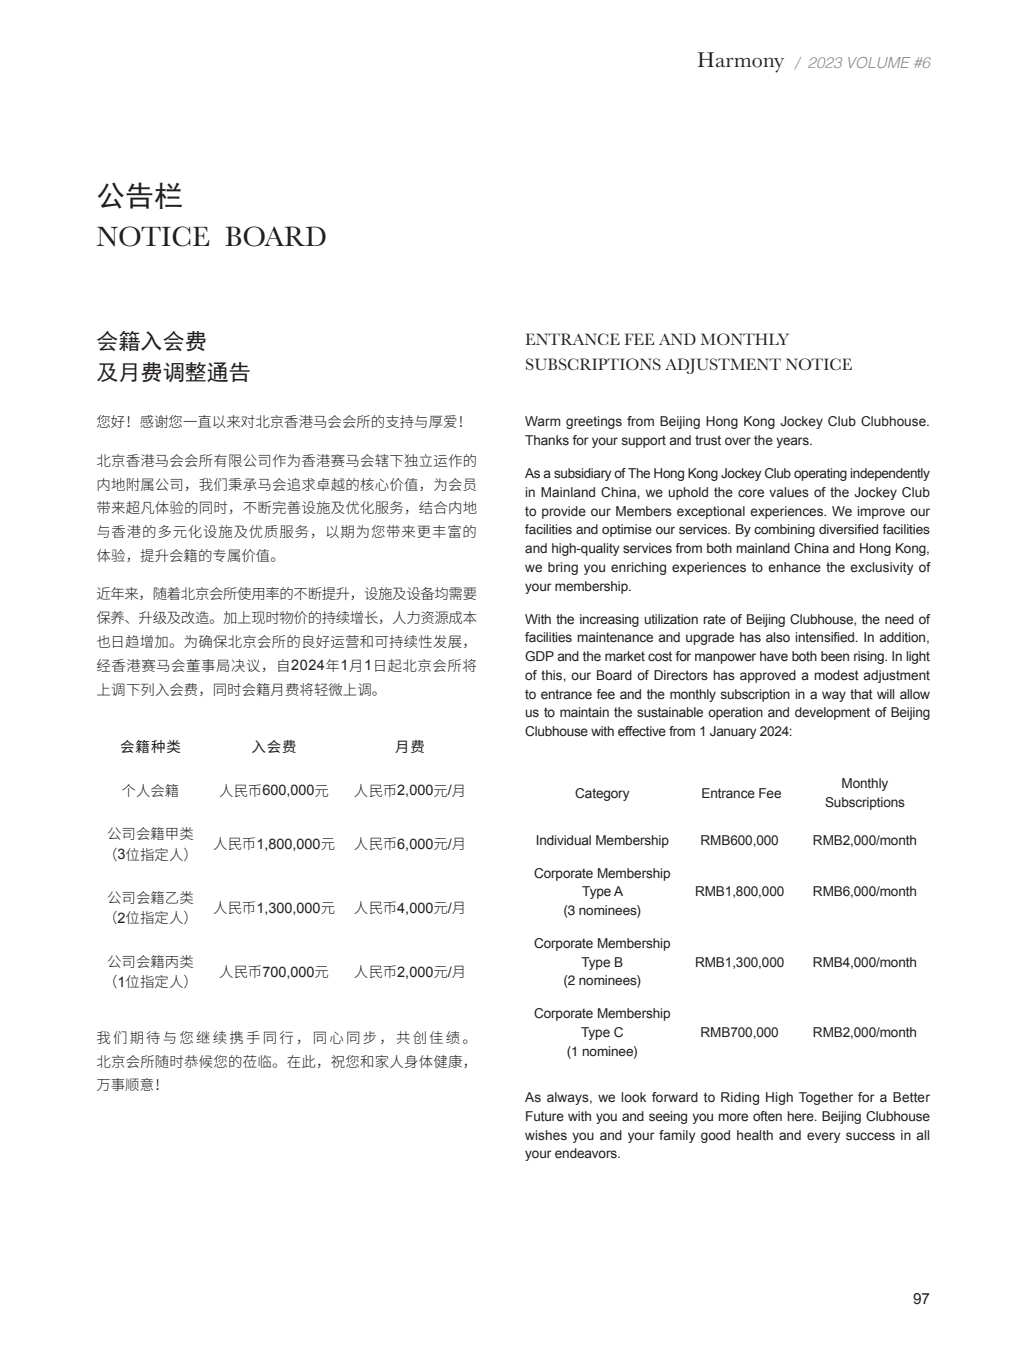 Harmony / 2023 VOLUME #6
公告栏
NOTICE BOARD
会籍入会费
及月费调整通告
您好！感谢您一直以来对北京香港马会会所的支持与厚爱！
北京香港马会会所有限公司作为香港赛马会辖下独立运作的
内地附属公司，我们秉承马会追求卓越的核心价值，为会员
带来超凡体验的同时，不断完善设施及优化服务，结合内地
与香港的多元化设施及优质服务，以期为您带来更丰富的
体验，提升会籍的专属价值。
近年来，随着北京会所使用率的不断提升，设施及设备均需要
保养、升级及改造。加上现时物价的持续增长，人力资源成本
也日趋增加。为确保北京会所的良好运营和可持续性发展，
经香港赛马会董事局决议，自2024年1月1日起北京会所将
上调下列入会费，同时会籍月费将轻微上调。
会籍种类 入会费 月费
个人会籍 人民币600,000元 人民币2,000元/月
公司会籍甲类
（3位指定人） 人民币1,800,000元 人民币6,000元/月
公司会籍乙类
（2位指定人） 人民币1,300,000元 人民币4,000元/月
公司会籍丙类
（1位指定人） 人民币700,000元 人民币2,000元/月
我们期待与您继续携手同行，同心同步，共创佳绩。
北京会所随时恭候您的莅临。在此，祝您和家人身体健康，
万事顺意！
ENTRANCE FEE AND MONTHLY
SUBSCRIPTIONS ADJUSTMENT NOTICE
Warm greetings from Beijing Hong Kong Jockey Club Clubhouse.
Thanks for your support and trust over the years.
As a subsidiary of The Hong Kong Jockey Club operating independently
in Mainland China, we uphold the core values of the Jockey Club
to provide our Members exceptional experiences. We improve our
facilities and optimise our services. By combining diversified facilities
and high-quality services from both mainland China and Hong Kong,
we bring you enriching experiences to enhance the exclusivity of
your membership.
With the increasing utilization rate of Beijing Clubhouse, the need of
facilities maintenance and upgrade has also intensified. In addition,
GDP and the market cost for manpower have both been rising. In light
of this, our Board of Directors has approved a modest adjustment
to entrance fee and the monthly subscription in a way that will allow
us to maintain the sustainable operation and development of Beijing
Clubhouse with effective from 1 January 2024:
Category Entrance Fee Monthly
Subscriptions
Individual Membership RMB600,000 RMB2,000/month
Corporate Membership
Type A RMB1,800,000 RMB6,000/month
(3 nominees)
Corporate Membership
Type B RMB1,300,000 RMB4,000/month
(2 nominees)
Corporate Membership
Type C RMB700,000 RMB2,000/month
(1 nominee)
As always, we look forward to Riding High Together for a Better
Future with you and seeing you more often here. Beijing Clubhouse
wishes you and your family good health and every success in all
your endeavors.
97